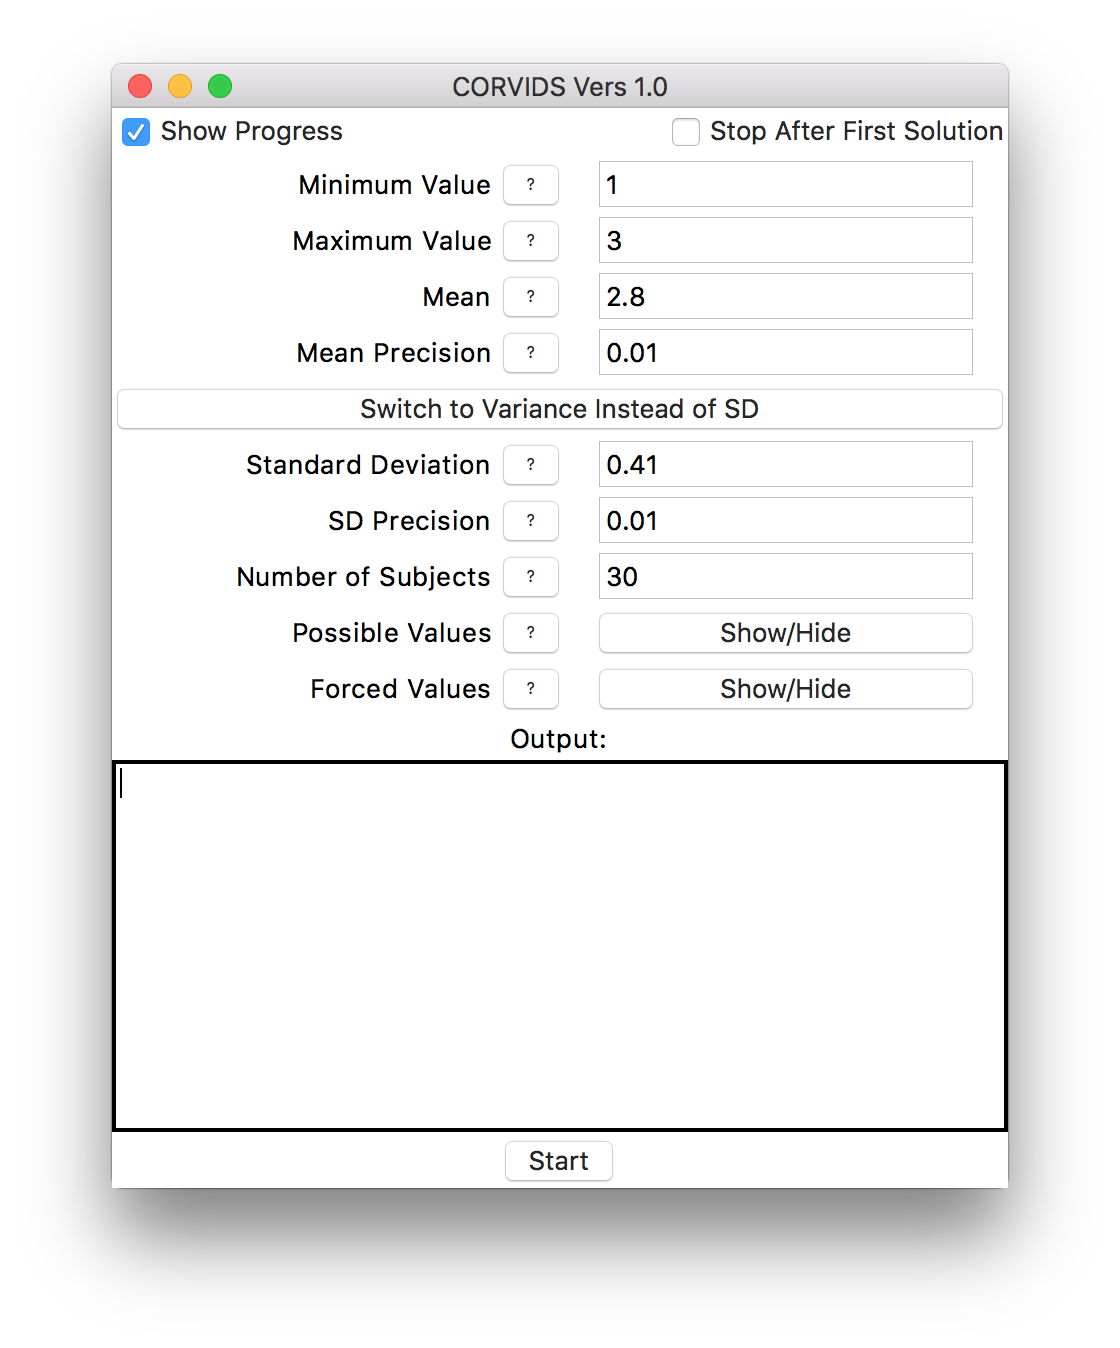 CORVIDS Vers 1.0
Show Progress Stop After First Solution
Minimum Value ? 1
Maximum Value ? 3
Mean ? 2.8
Mean Precision ? 0.01
Switch to Variance Instead of SD
Standard Deviation ? 0.41
SD Precision ? 0.01
Number of Subjects ? 30
Possible Values ? Show/Hide
Forced Values ? Show/Hide
Output:
Start